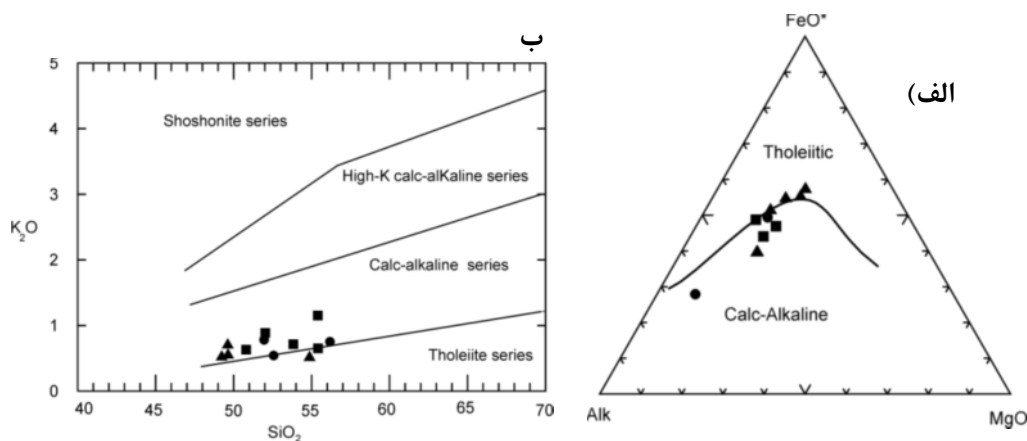 ب
5
4
3
2
1
0
K2O
Shoshonite series
High-K calc-alKaline series
Calc-alkaline series
Tholeiite series
40
45
50
55
60
65
70
SiO2
الف)
FeO*
Tholeiitic
Calc-Alkaline
Alk
MgO